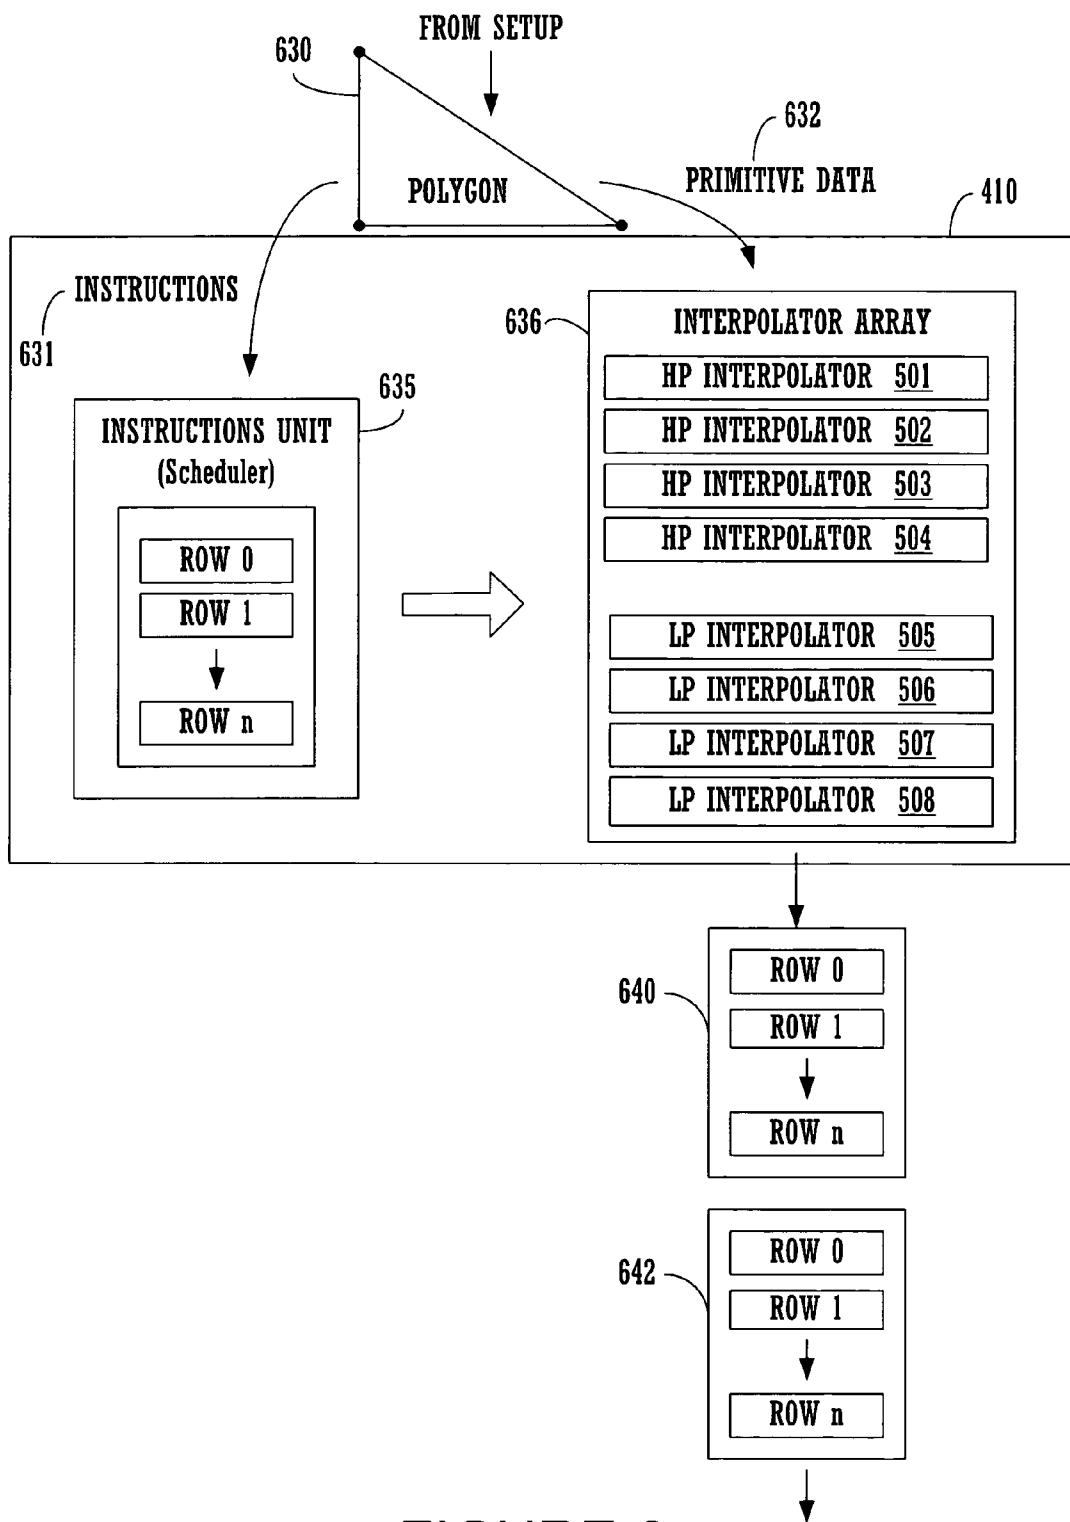 FROM SETUP
630
632
POLYGON
PRIMITIVE DATA
410
INSTRUCTIONS
631
636
INTERPOLATOR ARRAY
HP INTERPOLATOR 501
HP INTERPOLATOR 502
HP INTERPOLATOR 503
HP INTERPOLATOR 504
LP INTERPOLATOR 505
LP INTERPOLATOR 506
LP INTERPOLATOR 507
LP INTERPOLATOR 508
635
INSTRUCTIONS UNIT
(Scheduler)
ROW 0
ROW 1
ROW n
640
ROW 0
ROW 1
ROW n
642
ROW 0
ROW 1
ROW n